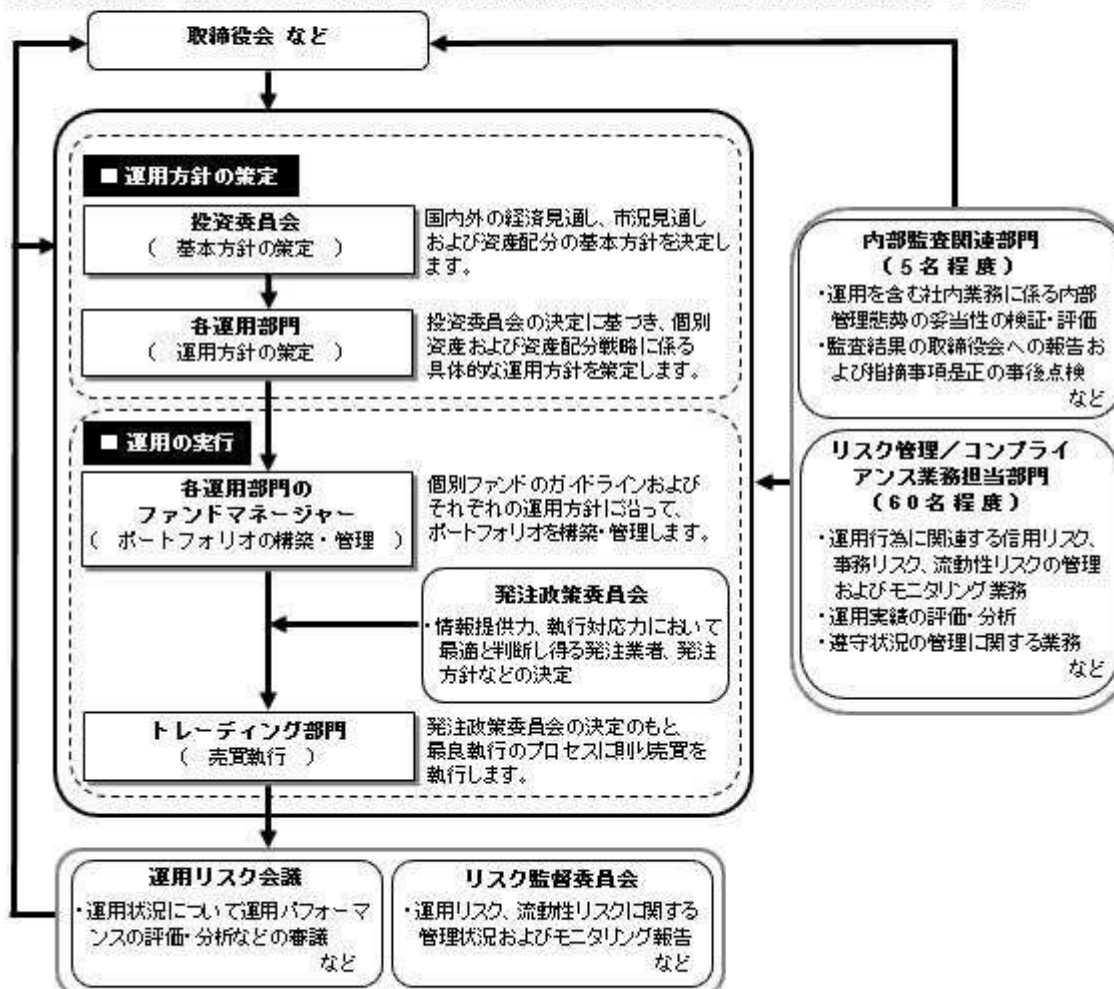 取締役会 など
■ 運用方針の策定
投資委員会
( 基本方針の策定 )
国内外の経済見通し、市況見通し
および資産配分の基本方針を決定し
ます。
各運用部門
( 運用方針の策定 )
投資委員会の決定に基づき、個別
資産および資産配分戦略に係る
具体的な運用方針を策定します。
■ 運用の実行
各運用部門の
ファンドマネージャー
( ポートフォリオの構築・管理 )
個別ファンドのガイドラインおよび
それぞれの運用方針に沿って、
ポートフォリオを構築・管理します。
発注政策委員会
・情報提供力、執行対応力において
最適と判断し得る発注業者、発注
方針などの決定
トレーディング部門
( 売買執行 )
発注政策委員会の決定のもと、
最良執行のプロセスに則り売買を
執行します。
内部監査関連部門
(5名程度)
・運用を含む社内業務に係る内部
管理態勢の妥当性の検証・評価
・監査結果の取締役会への報告お
よび指摘事項是正の事後点検
など
リスク管理/コンプライ
アンス業務担当部門
(60名程度)
・運用行為に関連する信用リスク、
事務リスク、流動性リスクの管理
およびモニタリング業務
・運用実績の評価・分析
・遵守状況の管理に関する業務
など
運用リスク会議
・運用状況について運用パフォーマ
ンスの評価・分析などの審議
など
リスク監督委員会
・運用リスク、流動性リスクに関する
管理状況およびモニタリング報告
など